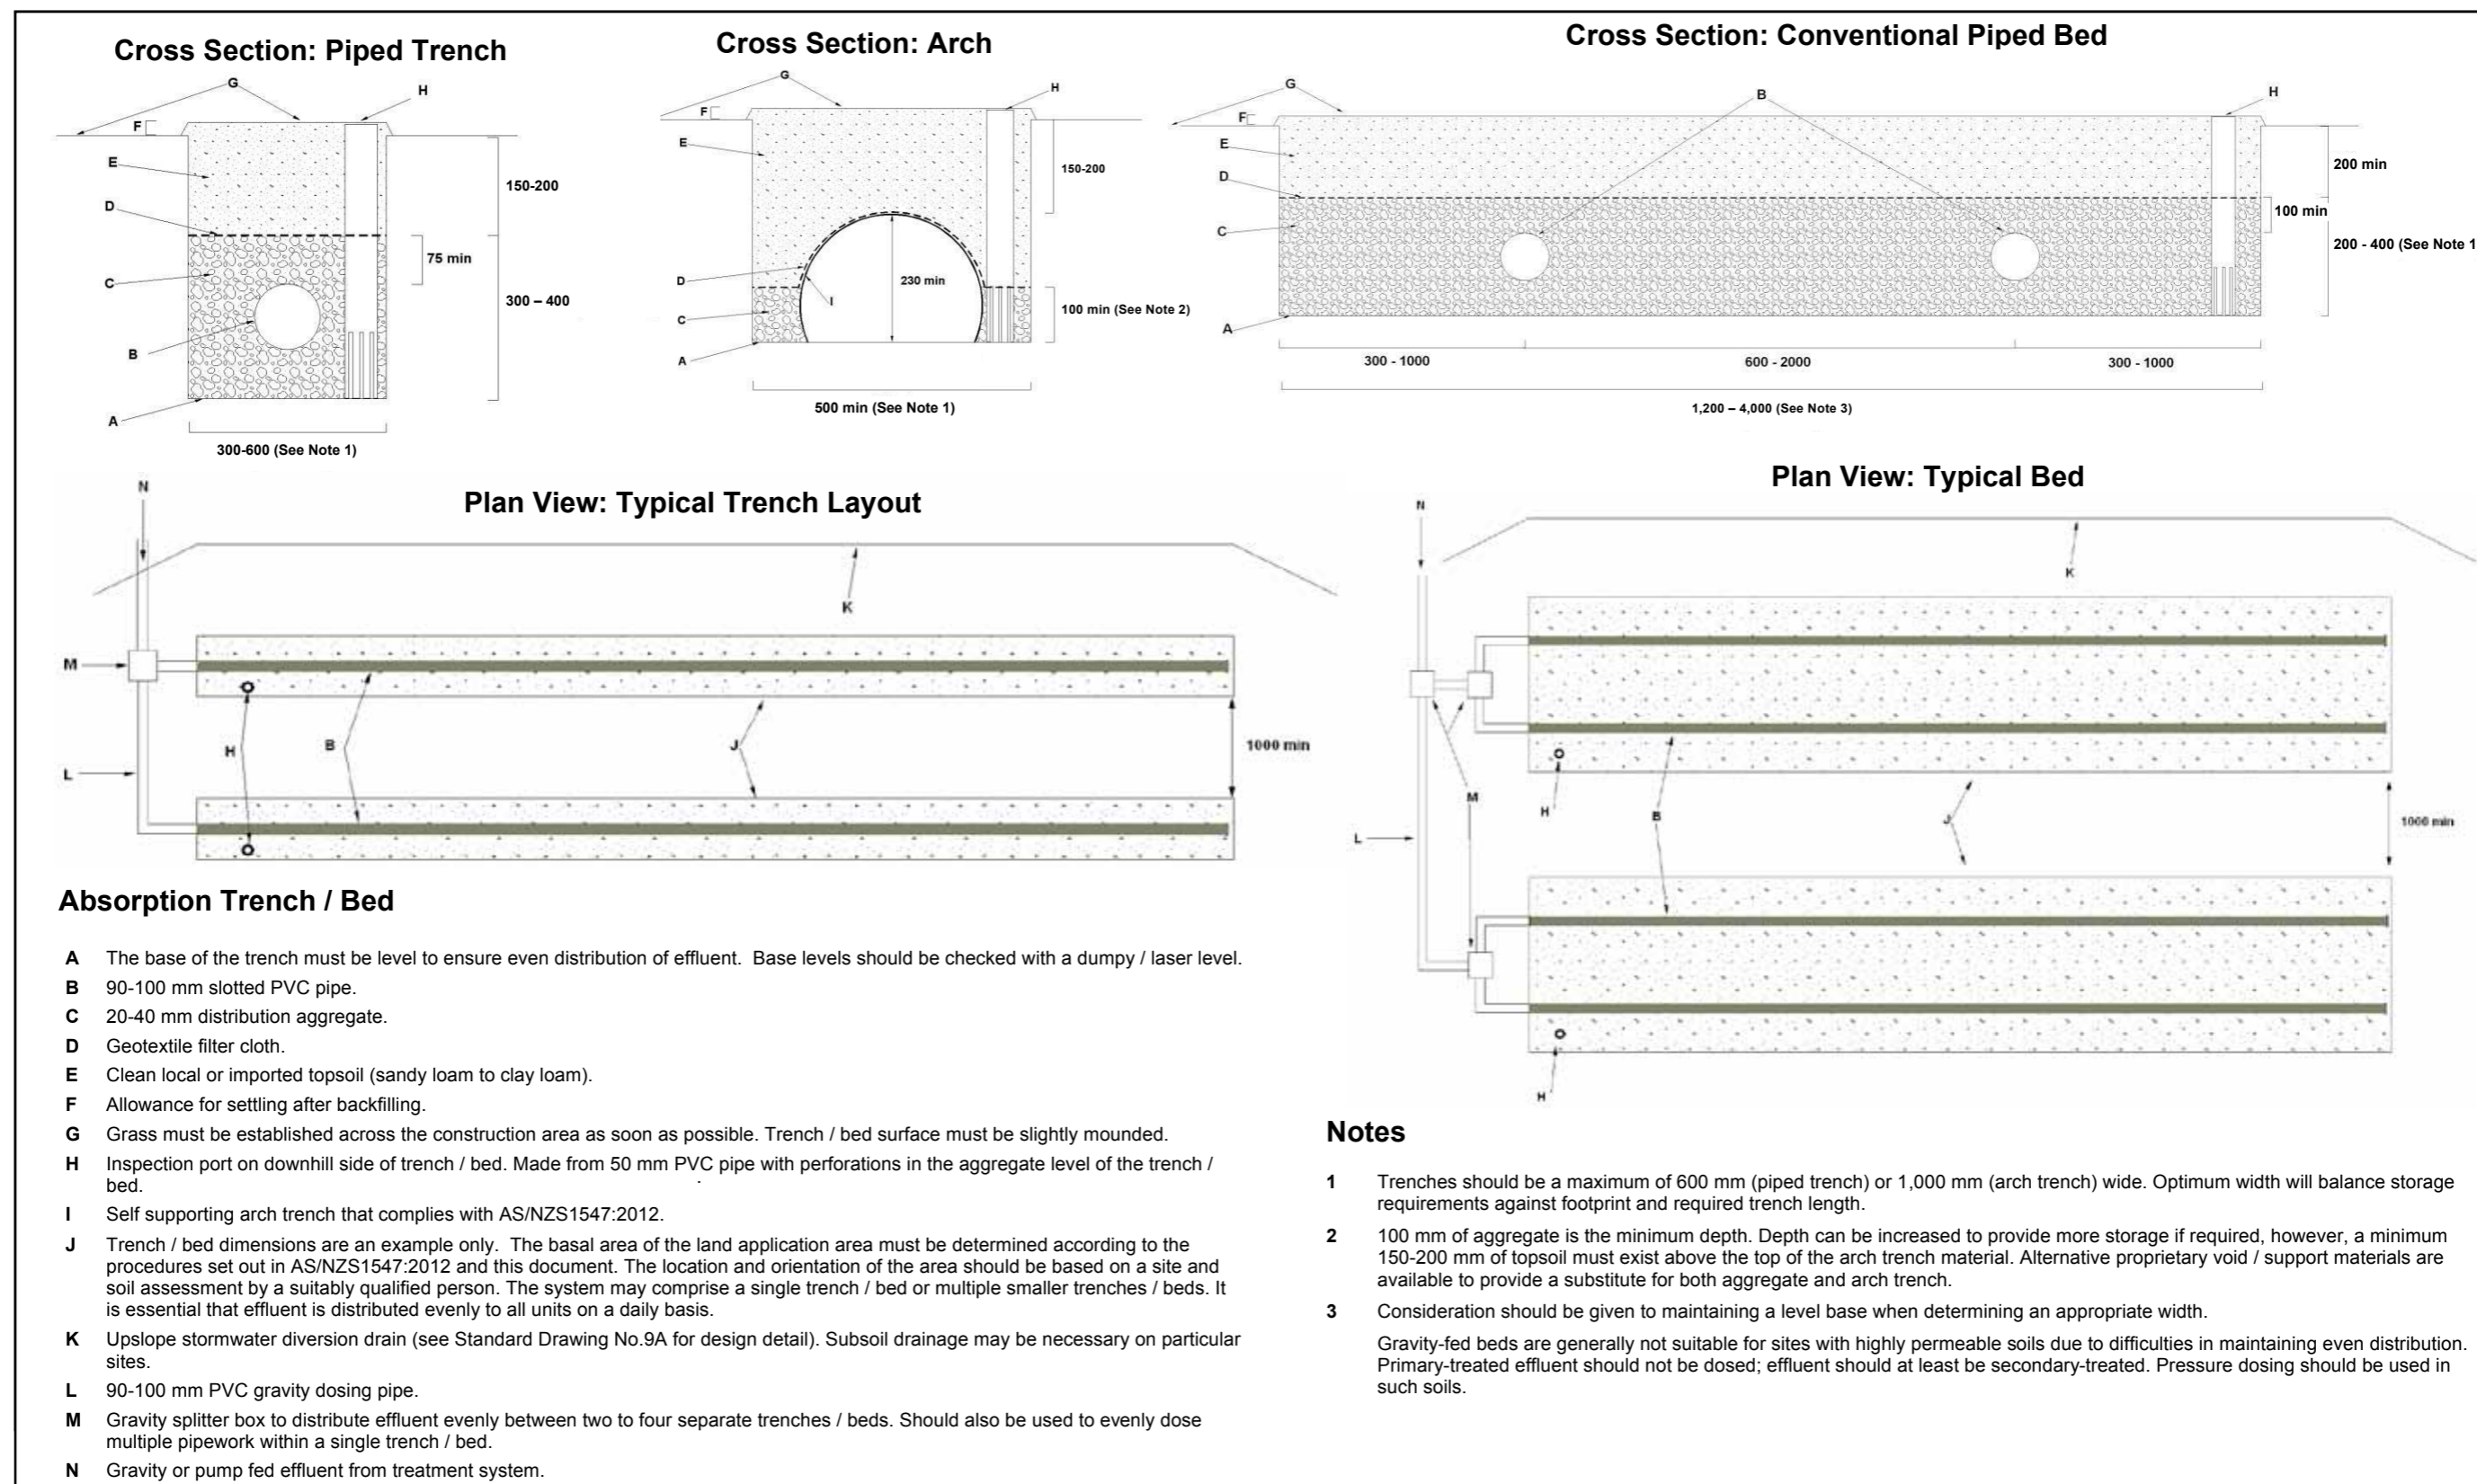 Cross Section: Piped Trench
G
H
F
E
D
C
B
A
150-200
75 min
300 – 400
300-600 (See Note 1)
Cross Section: Arch
G
H
F
E
D
I
C
A
150-200
230 min
100 min (See Note 2)
500 min (See Note 1)
Cross Section: Conventional Piped Bed
G
B
H
F
E
D
C
A
200 min
100 min
200 - 400 (See Note 1
300 - 1000
600 - 2000
300 - 1000
1,200 – 4,000 (See Note 3)
Plan View: Typical Trench Layout
N
K
M
H
B
J
1000 min
L
Plan View: Typical Bed
N
K
M
H
B
J
1000 min
L
H
Absorption Trench / Bed
A The base of the trench must be level to ensure even distribution of effluent. Base levels should be checked with a dumpy / laser level.
B 90-100 mm slotted PVC pipe.
C 20-40 mm distribution aggregate.
D Geotextile filter cloth.
E Clean local or imported topsoil (sandy loam to clay loam).
F Allowance for settling after backfilling.
G Grass must be established across the construction area as soon as possible. Trench / bed surface must be slightly mounded.
H Inspection port on downhill side of trench / bed. Made from 50 mm PVC pipe with perforations in the aggregate level of the trench /
bed.
I Self supporting arch trench that complies with AS/NZS1547:2012.
J Trench / bed dimensions are an example only. The basal area of the land application area must be determined according to the
procedures set out in AS/NZS1547:2012 and this document. The location and orientation of the area should be based on a site and
soil assessment by a suitably qualified person. The system may comprise a single trench / bed or multiple smaller trenches / beds. It
is essential that effluent is distributed evenly to all units on a daily basis.
K Upslope stormwater diversion drain (see Standard Drawing No.9A for design detail). Subsoil drainage may be necessary on particular
sites.
L 90-100 mm PVC gravity dosing pipe.
M Gravity splitter box to distribute effluent evenly between two to four separate trenches / beds. Should also be used to evenly dose
multiple pipework within a single trench / bed.
N Gravity or pump fed effluent from treatment system.
Notes
1 Trenches should be a maximum of 600 mm (piped trench) or 1,000 mm (arch trench) wide. Optimum width will balance storage
requirements against footprint and required trench length.
2 100 mm of aggregate is the minimum depth. Depth can be increased to provide more storage if required, however, a minimum
150-200 mm of topsoil must exist above the top of the arch trench material. Alternative proprietary void / support materials are
available to provide a substitute for both aggregate and arch trench.
3 Consideration should be given to maintaining a level base when determining an appropriate width.
Gravity-fed beds are generally not suitable for sites with highly permeable soils due to difficulties in maintaining even distribution.
Primary-treated effluent should not be dosed; effluent should at least be secondary-treated. Pressure dosing should be used in
such soils.